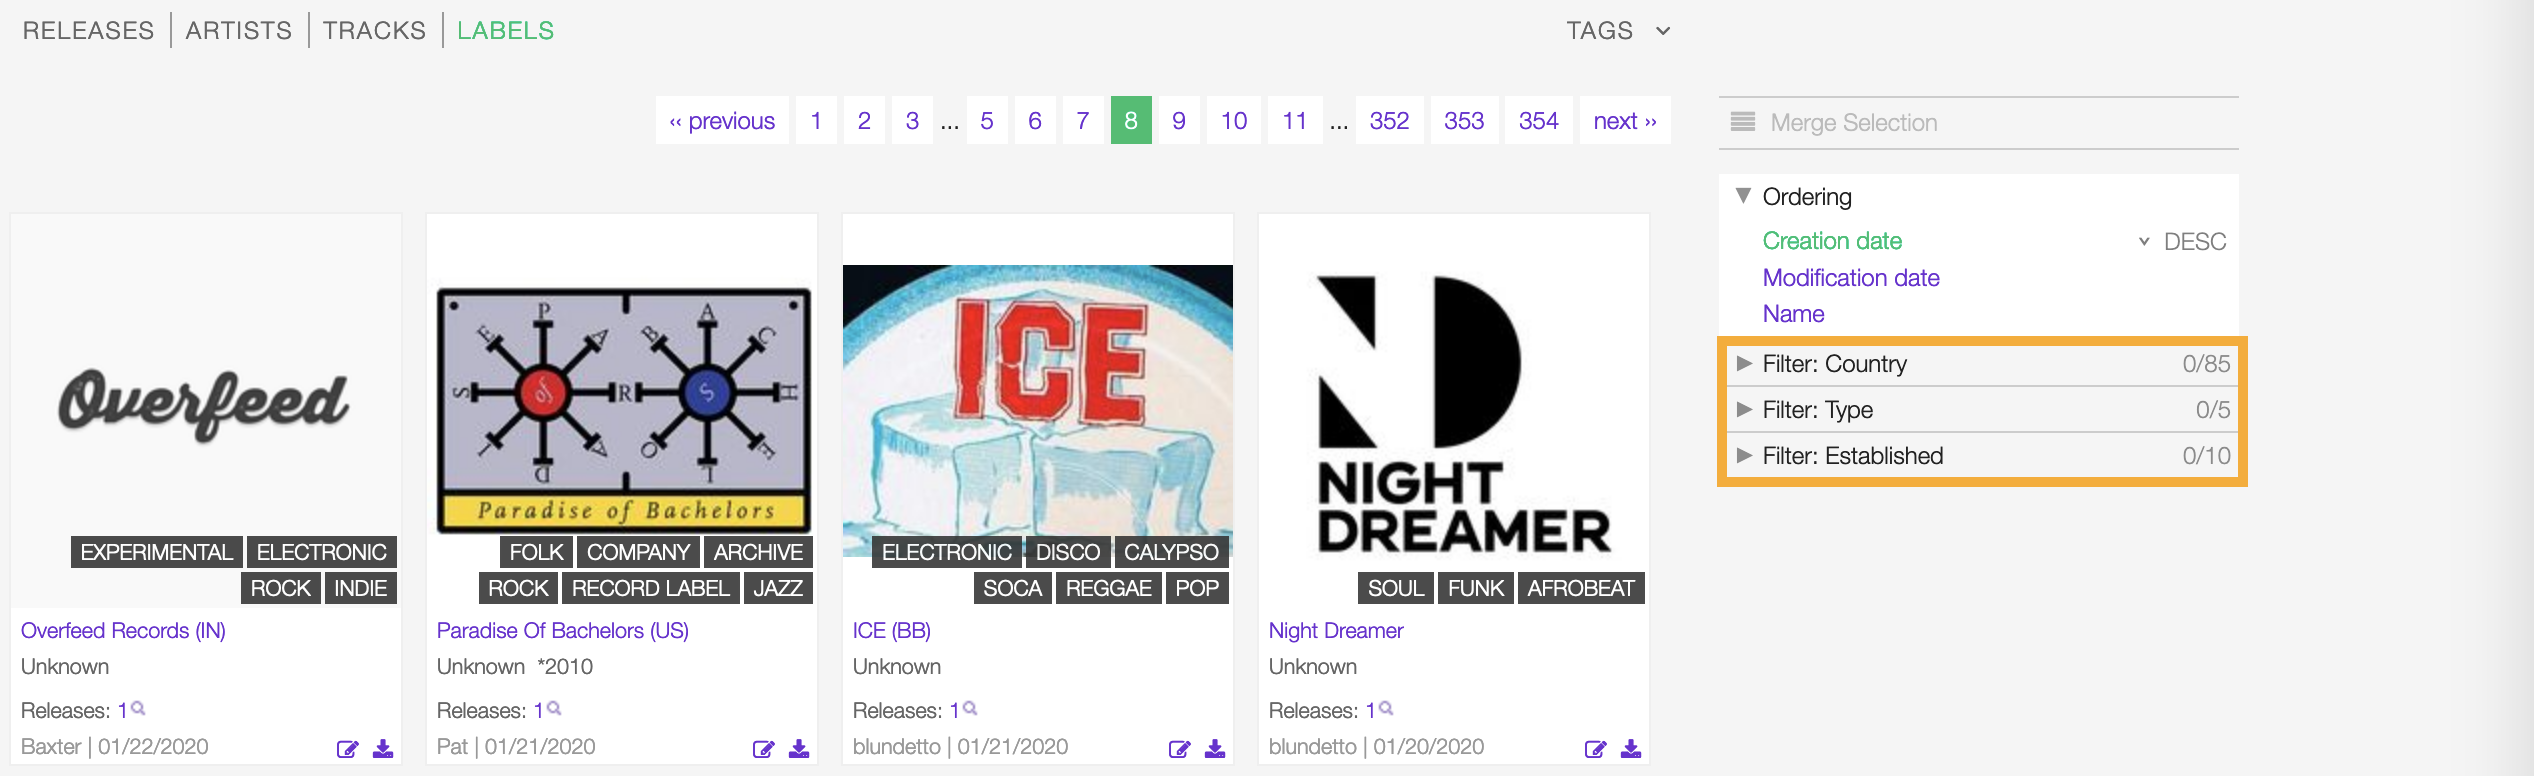 RELEASES | ARTISTS | TRACKS | LABELS
TAGS
‹‹ previous 1 2 3 ... 5 6 7 8 9 10 11 ... 352 353 354 next ››
Merge Selection
Ordering
Creation date DESC
Modification date
Name
Filter: Country 0/85
Filter: Type 0/5
Filter: Established 0/10
Overfeed
EXPERIMENTAL ELECTRONIC
ROCK INDIE
Overfeed Records (IN)
Unknown
Releases: 1
Baxter | 01/22/2020
Paradise of Bachelors
FOLK COMPANY ARCHIVE
ROCK RECORD LABEL JAZZ
Paradise Of Bachelors (US)
Unknown *2010
Releases: 1
Pat | 01/21/2020
ICE
ELECTRONIC DISCO CALYPSO
SOCA REGGAE POP
ICE (BB)
Unknown
Releases: 1
blundetto | 01/21/2020
ND
NIGHT
DREAMER
SOUL FUNK AFROBEAT
Night Dreamer
Unknown
Releases: 1
blundetto | 01/20/2020